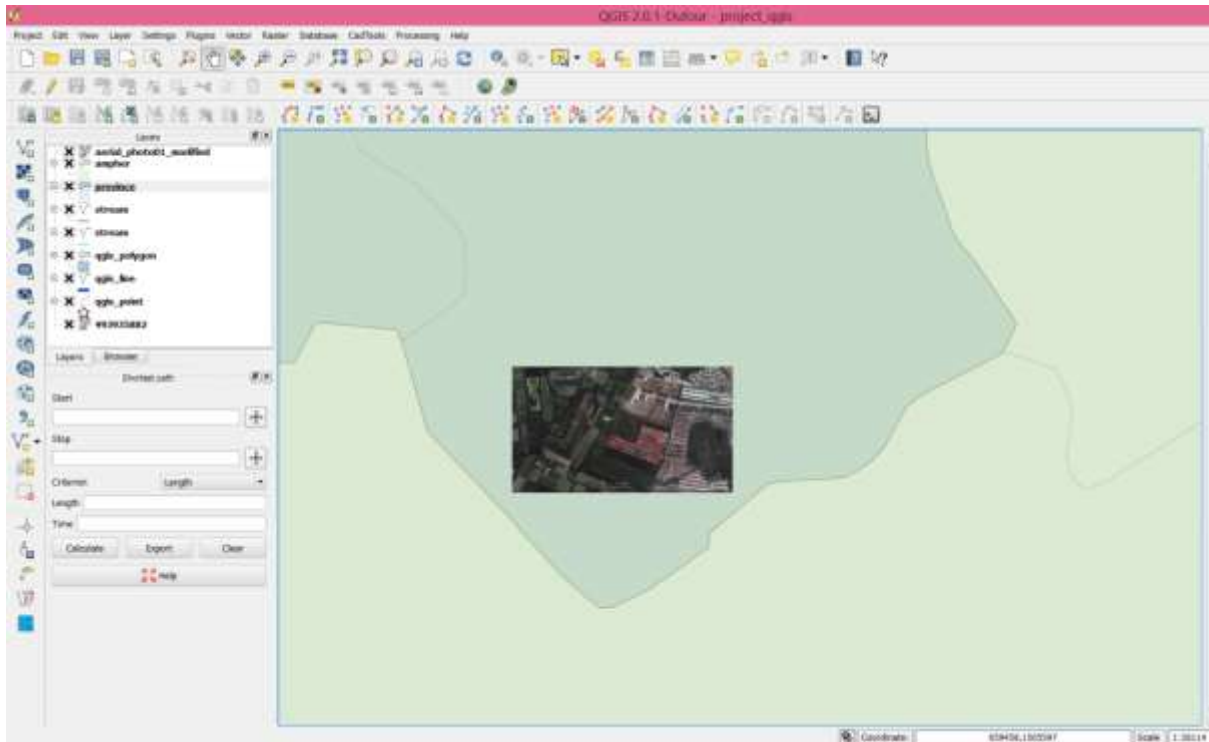 QGIS 2.0.1-Dufour - project_qgis
Project Edit View Layer Settings Plugins Vector Raster Database CadTools Processing Help
Layers
aerial_photo01_modified
ampher
province
stream
stream
qgis_polygon
qgis_line
qgis_point
Layers Browser
Shortest path
Start
Stop
Criterion Length
Length
Time
Calculate Export Clear
Help
Coordinate: Scale